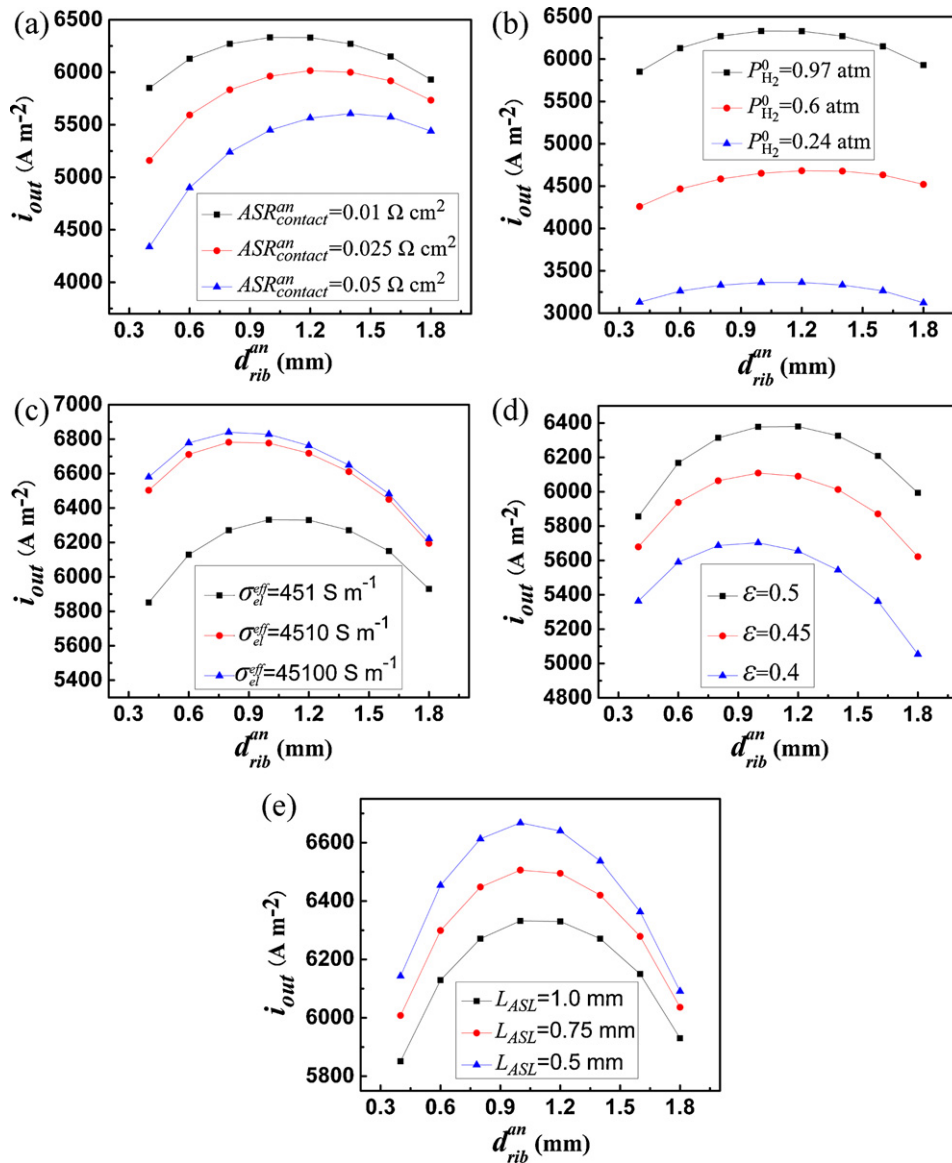 (a)
6500
6000
5500
5000
4500
4000
i_out (A m⁻²)
ASR^an_contact=0.01 Ω cm²
ASR^an_contact=0.025 Ω cm²
ASR^an_contact=0.05 Ω cm²
0.3 0.6 0.9 1.2 1.5 1.8
d^an_rib (mm)
(b)
6500
6000
5500
5000
4500
4000
3500
3000
i_out (A m⁻²)
P^0_H₂=0.97 atm
P^0_H₂=0.6 atm
P^0_H₂=0.24 atm
0.3 0.6 0.9 1.2 1.5 1.8
d^an_rib (mm)
(c)
7000
6800
6600
6400
6200
6000
5800
5600
5400
i_out (A m⁻²)
σ^eff_el=451 S m⁻¹
σ^eff_el=4510 S m⁻¹
σ^eff_el=45100 S m⁻¹
0.3 0.6 0.9 1.2 1.5 1.8
d^an_rib (mm)
(d)
6400
6200
6000
5800
5600
5400
5200
5000
4800
i_out (A m⁻²)
ε=0.5
ε=0.45
ε=0.4
0.3 0.6 0.9 1.2 1.5 1.8
d^an_rib (mm)
(e)
6600
6400
6200
6000
5800
i_out (A m⁻²)
L_ASL=1.0 mm
L_ASL=0.75 mm
L_ASL=0.5 mm
0.3 0.6 0.9 1.2 1.5 1.8
d^an_rib (mm)